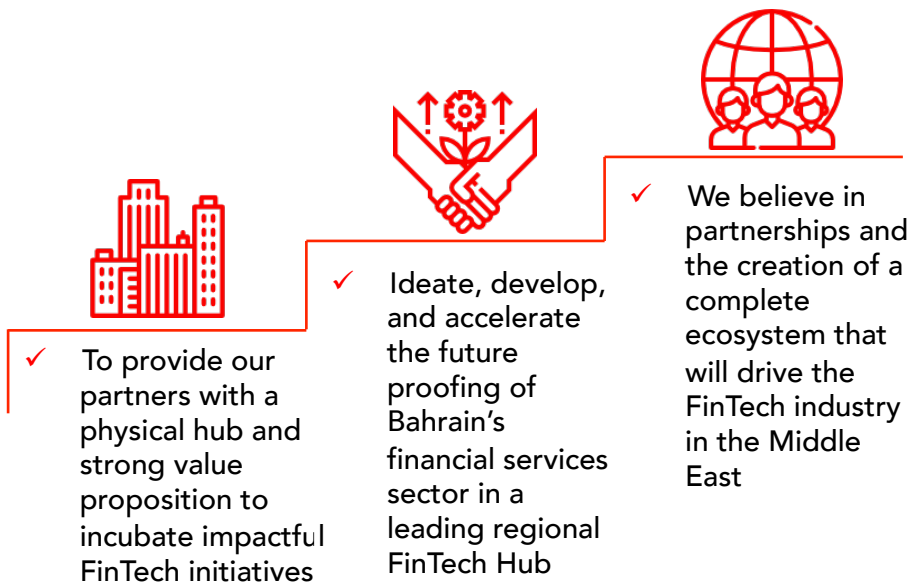 ✓ To provide our
partners with a
physical hub and
strong value
proposition to
incubate impactful
FinTech initiatives
✓ Ideate, develop,
and accelerate
the future
proofing of
Bahrain’s
financial services
sector in a
leading regional
FinTech Hub
✓ We believe in
partnerships and
the creation of a
complete
ecosystem that
will drive the
FinTech industry
in the Middle
East